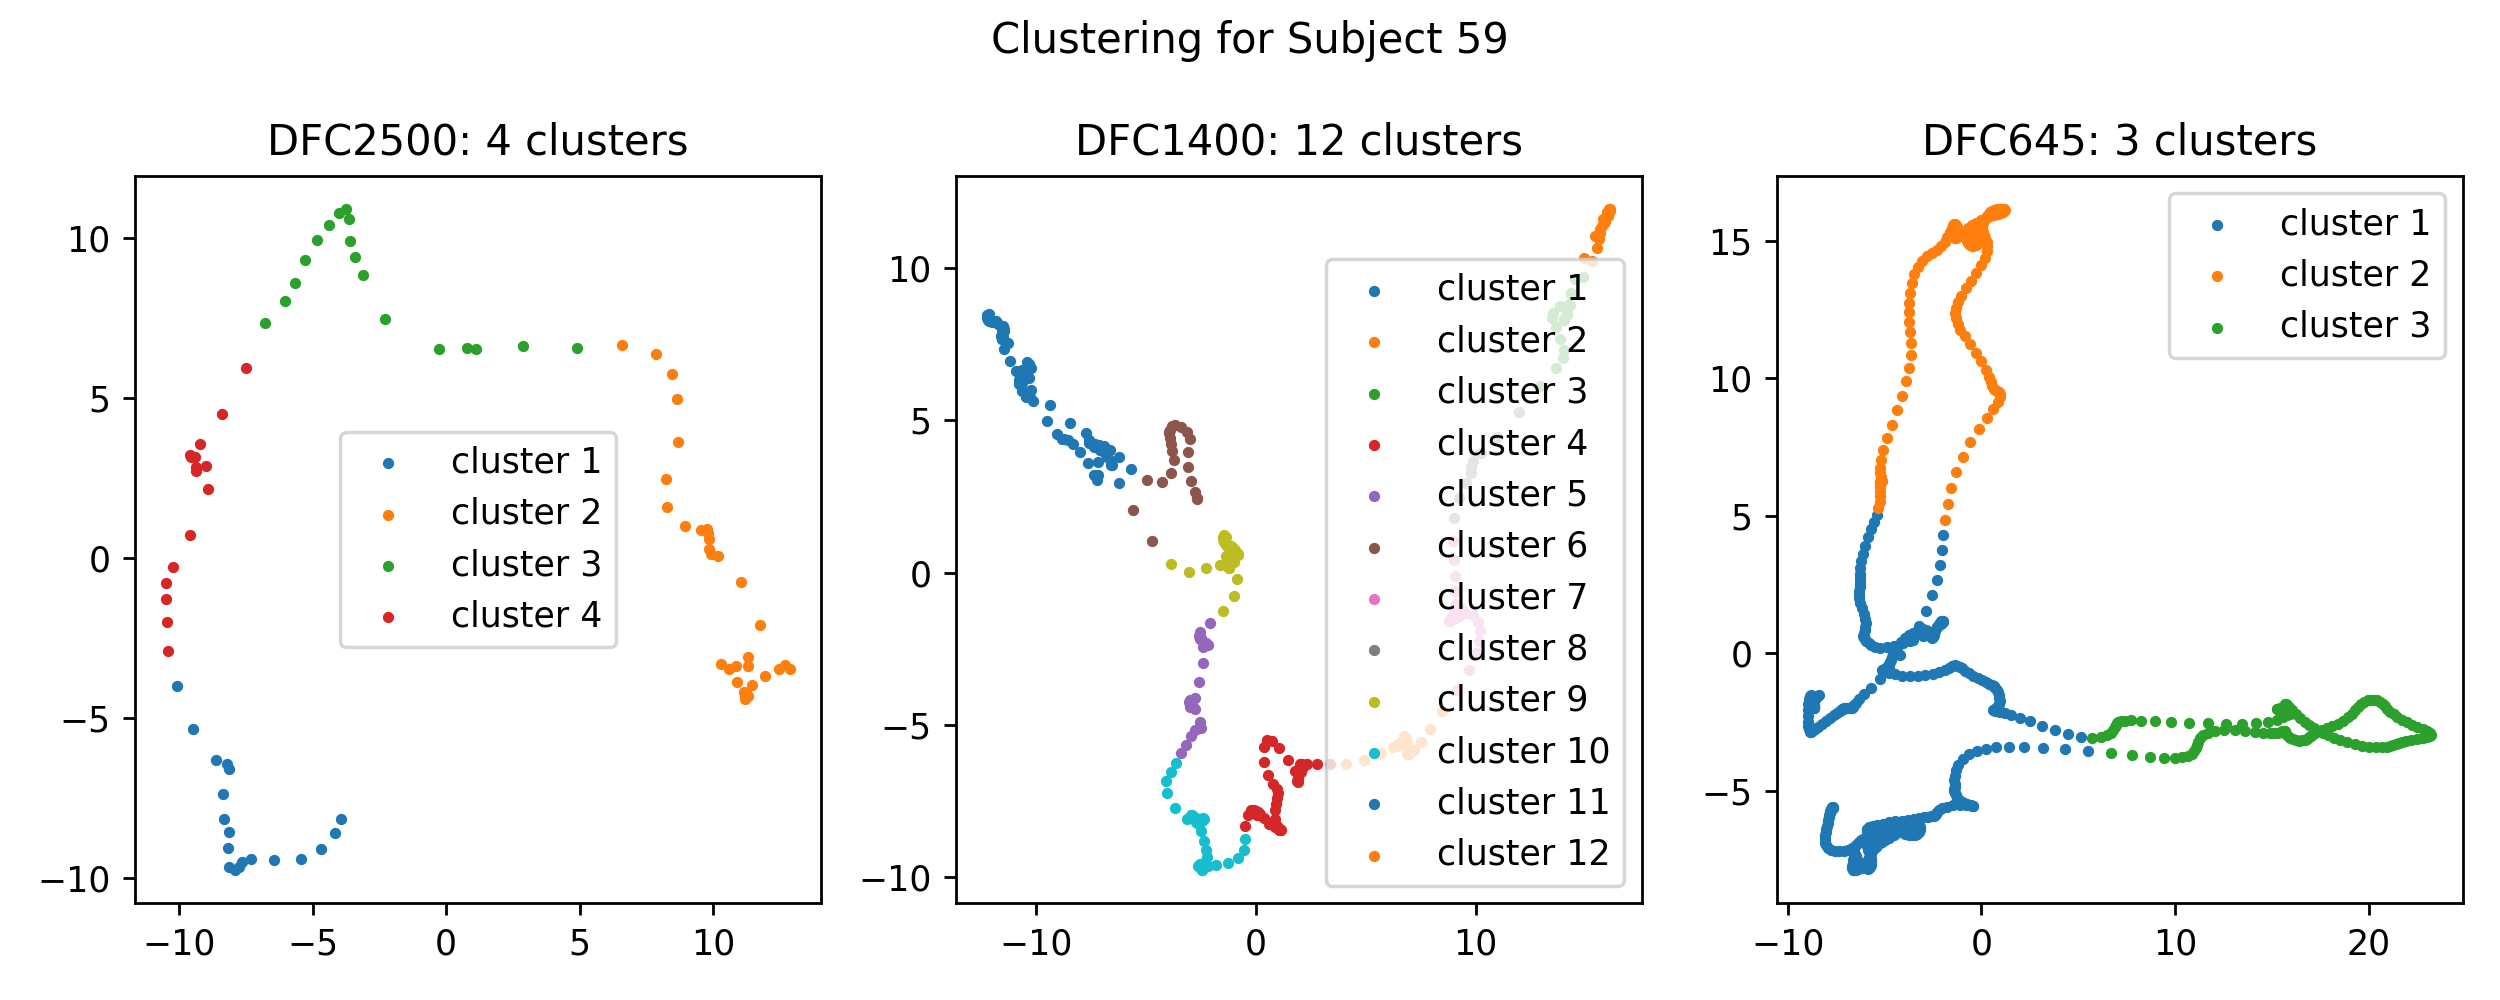 Clustering for Subject 59
DFC2500: 4 clusters
10
5
0
−5
−10
−10
−5
0
5
10
cluster 1
cluster 2
cluster 3
cluster 4
DFC1400: 12 clusters
10
5
0
−5
−10
−10
0
10
cluster 1
cluster 2
cluster 3
cluster 4
cluster 5
cluster 6
cluster 7
cluster 8
cluster 9
cluster 10
cluster 11
cluster 12
DFC645: 3 clusters
15
10
5
0
−5
−10
0
10
20
cluster 1
cluster 2
cluster 3